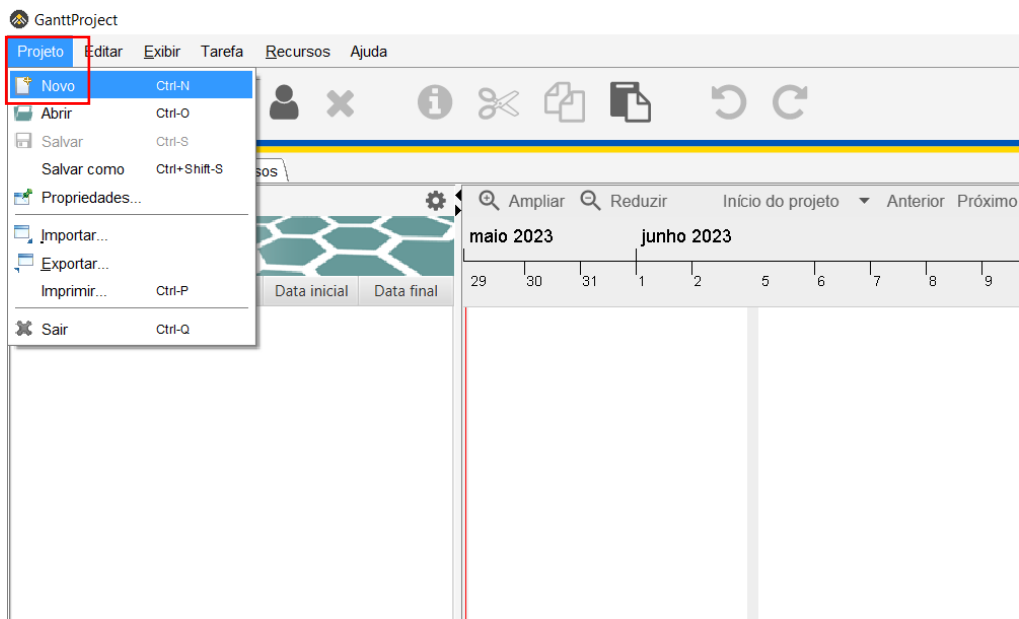 GanttProject
Projeto Editar Exibir Tarefa Recursos Ajuda
Novo Ctrl-N
Abrir Ctrl-O
Salvar Ctrl-S
Salvar como Ctrl+Shift-S
sos
Propriedades...
Ampliar Reduzir Início do projeto Anterior Próximo
Importar...
maio 2023 junho 2023
Exportar...
29 30 31 1 2 5 6 7 8 9
Imprimir... Ctrl-P
Data inicial Data final
Sair Ctrl-Q